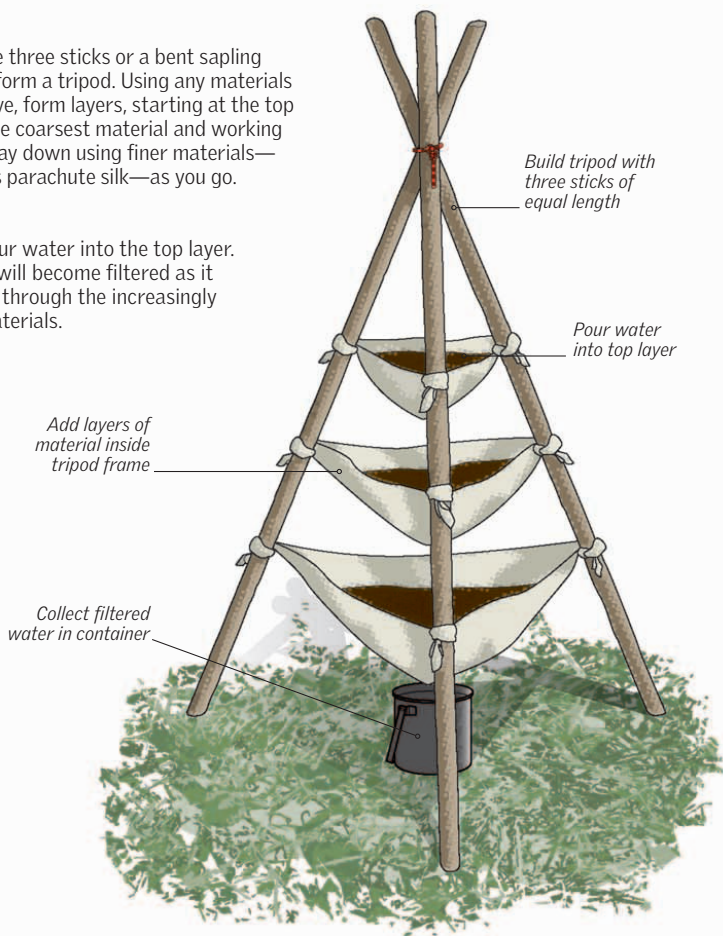 e three sticks or a bent sapling
form a tripod. Using any materials
ve, form layers, starting at the top
e coarsest material and working
ay down using finer materials—
s parachute silk—as you go.
ur water into the top layer.
will become filtered as it
through the increasingly
aterials.
Build tripod with
three sticks of
equal length
Pour water
into top layer
Add layers of
material inside
tripod frame
Collect filtered
water in container